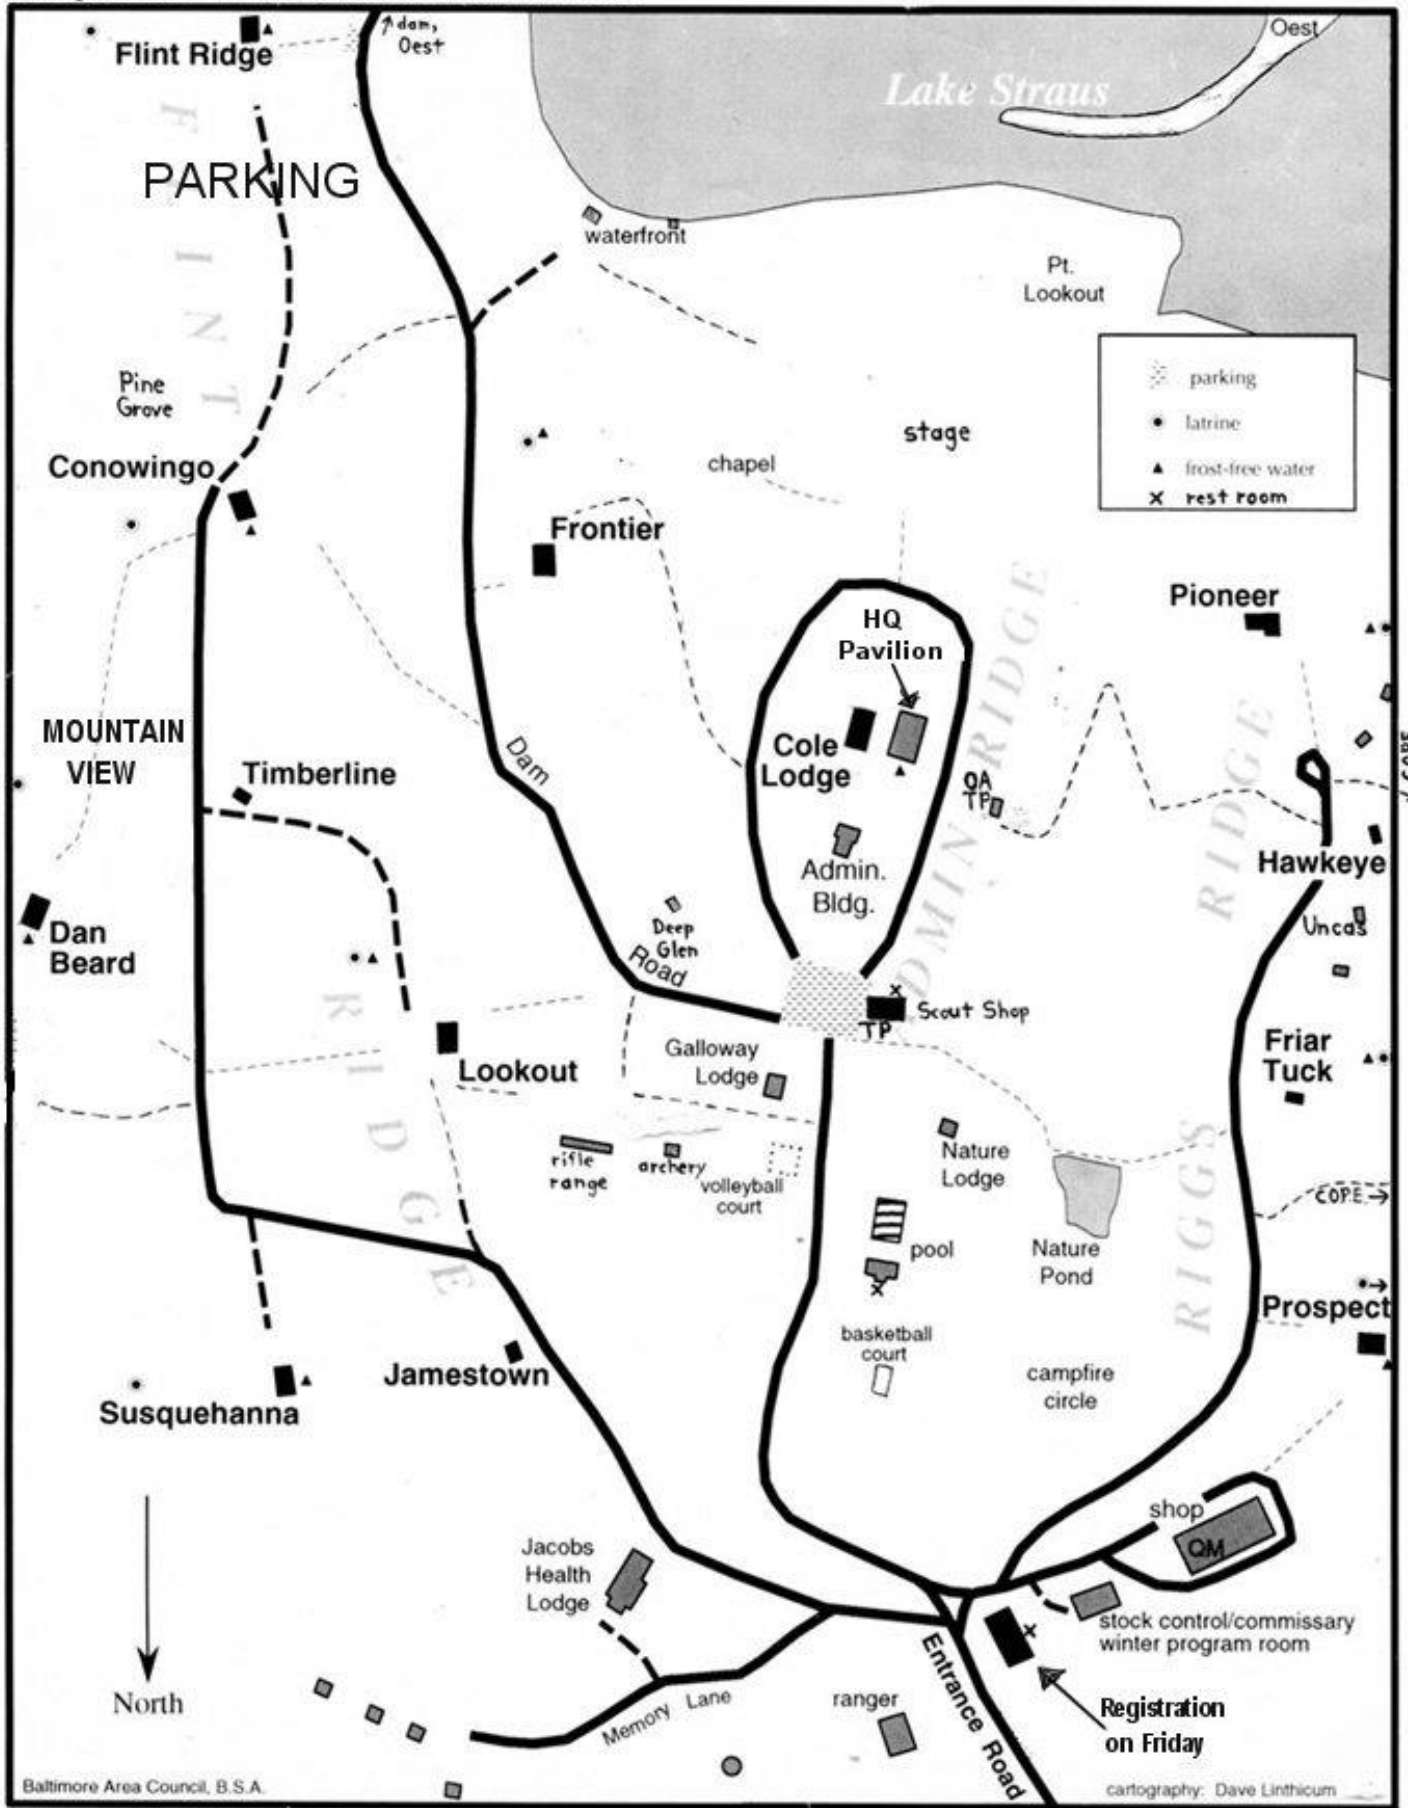 dam,
Oest
Flint Ridge
Oest
Lake Straus
PARKING
waterfront
Pt.
Lookout
parking
latrine
frost-free water
rest room
Pine
Grove
Conowingo
stage
chapel
Frontier
Pioneer
HQ
Pavilion
MOUNTAIN
VIEW
Timberline
Dam
Road
Cole
Lodge
OA
TP
COPE
Hawkeye
Admin.
Bldg.
Uncas
Dan
Beard
Deep
Glen
Scout Shop
TP
Galloway
Lodge
Friar
Tuck
Lookout
FLINT
RIDGE
ADMIN RIDGE
RIGGS
RIDGE
rifle
range
archery
volleyball
court
Nature
Lodge
COPE
pool
Nature
Pond
Prospect
basketball
court
campfire
circle
Jamestown
Susquehanna
North
shop
QM
Jacobs
Health
Lodge
stock control/commissary
winter program room
Entrance Road
Memory Lane
ranger
Registration
on Friday
Baltimore Area Council, B.S.A.
cartography: Dave Linthicum